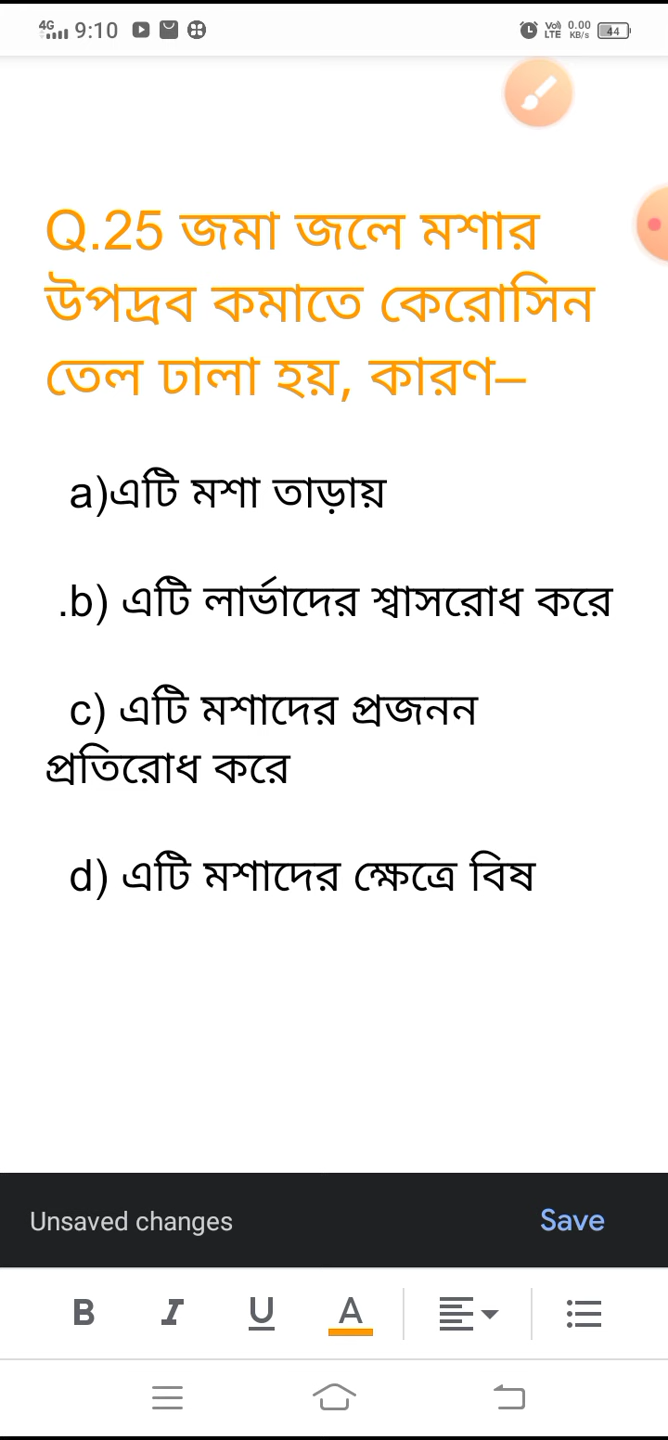 4G 9:10 Vo) LTE 0.00 KB/s 44
Q.25 জমা জলে মশার
উপদ্রব কমাতে কেরোসিন
তেল ঢালা হয়, কারণ–
a)এটি মশা তাড়ায়
.b) এটি লার্ভাদের শ্বাসরোধ করে
c) এটি মশাদের প্রজনন
প্রতিরোধ করে
d) এটি মশাদের ক্ষেত্রে বিষ
Unsaved changes Save
B I U A